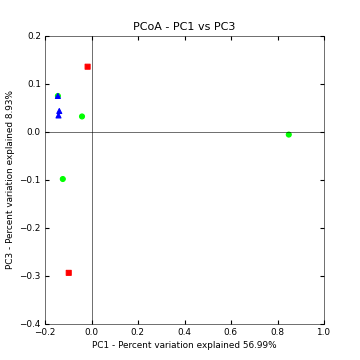 PCoA - PC1 vs PC3
0.2
0.1
0.0
−0.1
−0.2
−0.3
−0.4
PC3 - Percent variation explained 8.93%
−0.2 0.0 0.2 0.4 0.6 0.8 1.0
PC1 - Percent variation explained 56.99%